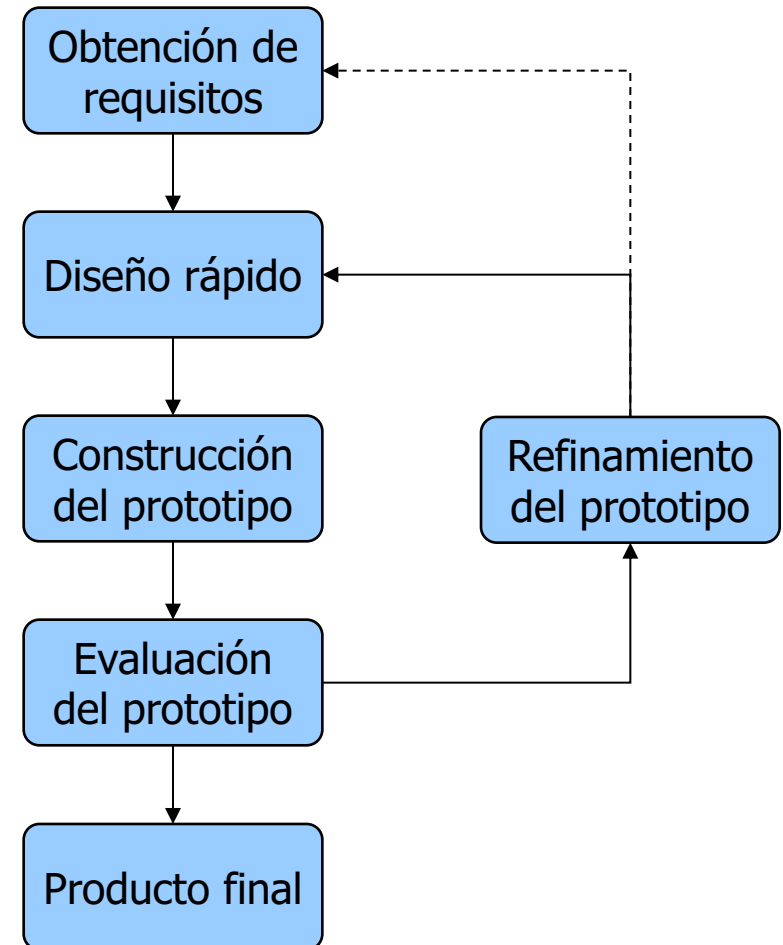 Obtención de
requisitos
Diseño rápido
Construcción
del prototipo
Refinamiento
del prototipo
Evaluación
del prototipo
Producto final